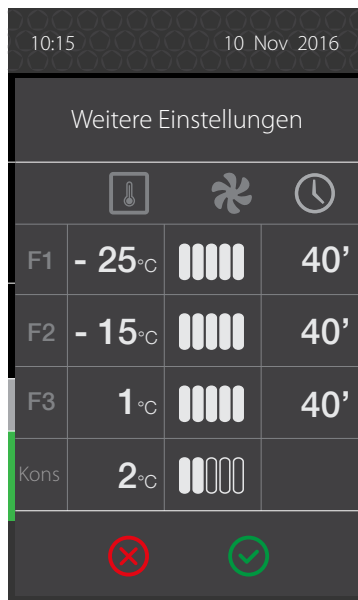 10:15 10 Nov 2016
Weitere Einstellungen
F1 - 25°C 40’
F2 - 15°C 40’
F3 1°C 40’
Kons 2°C